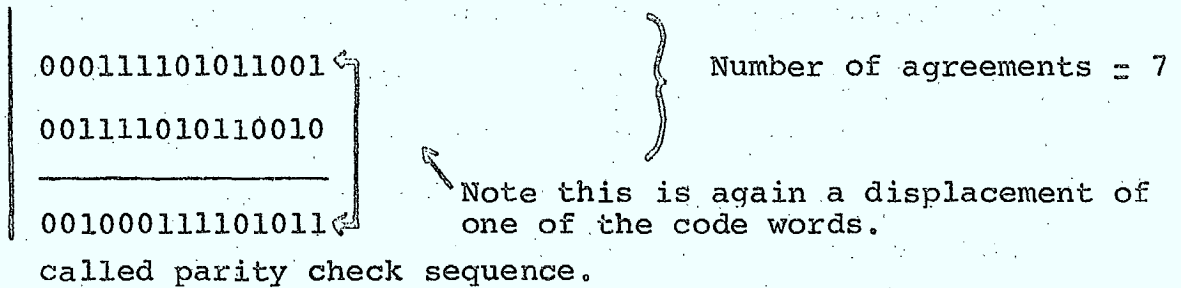 000111101011001
Number of agreements = 7
001111010110010
Note this is again a displacement of
001000111101011 one of the code words.
called parity check sequence.